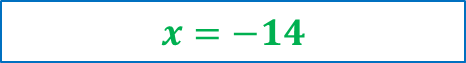 x = −14